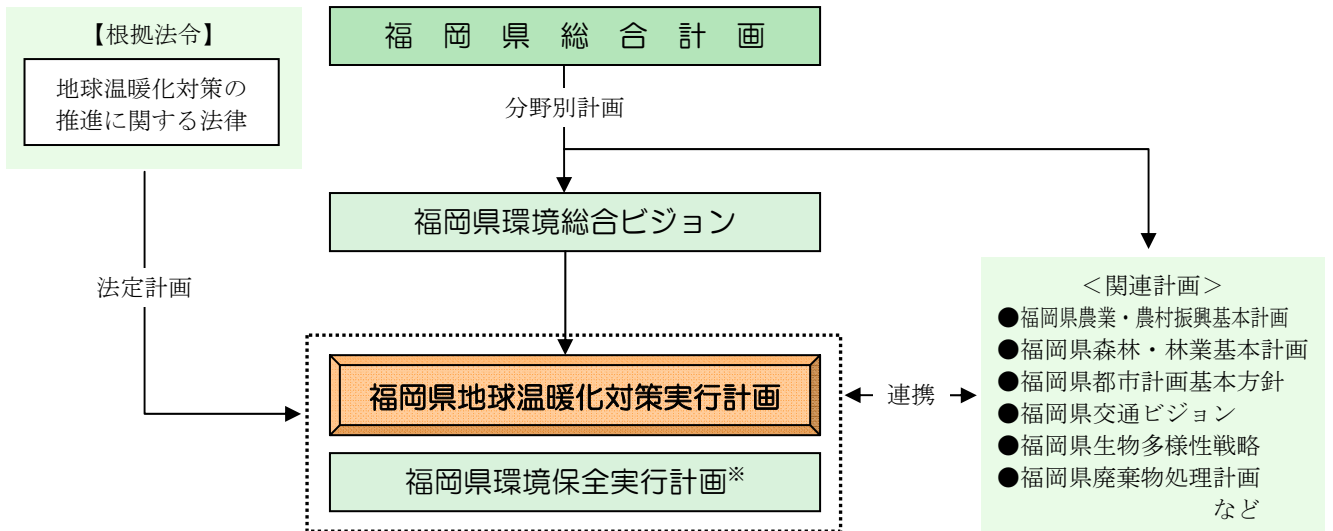 【根拠法令】
地球温暖化対策の
推進に関する法律
福岡県総合計画
分野別計画
福岡県環境総合ビジョン
法定計画
福岡県地球温暖化対策実行計画
福岡県環境保全実行計画※
連携
＜関連計画＞
●福岡県農業・農村振興基本計画
●福岡県森林・林業基本計画
●福岡県都市計画基本方針
●福岡県交通ビジョン
●福岡県生物多様性戦略
●福岡県廃棄物処理計画
など